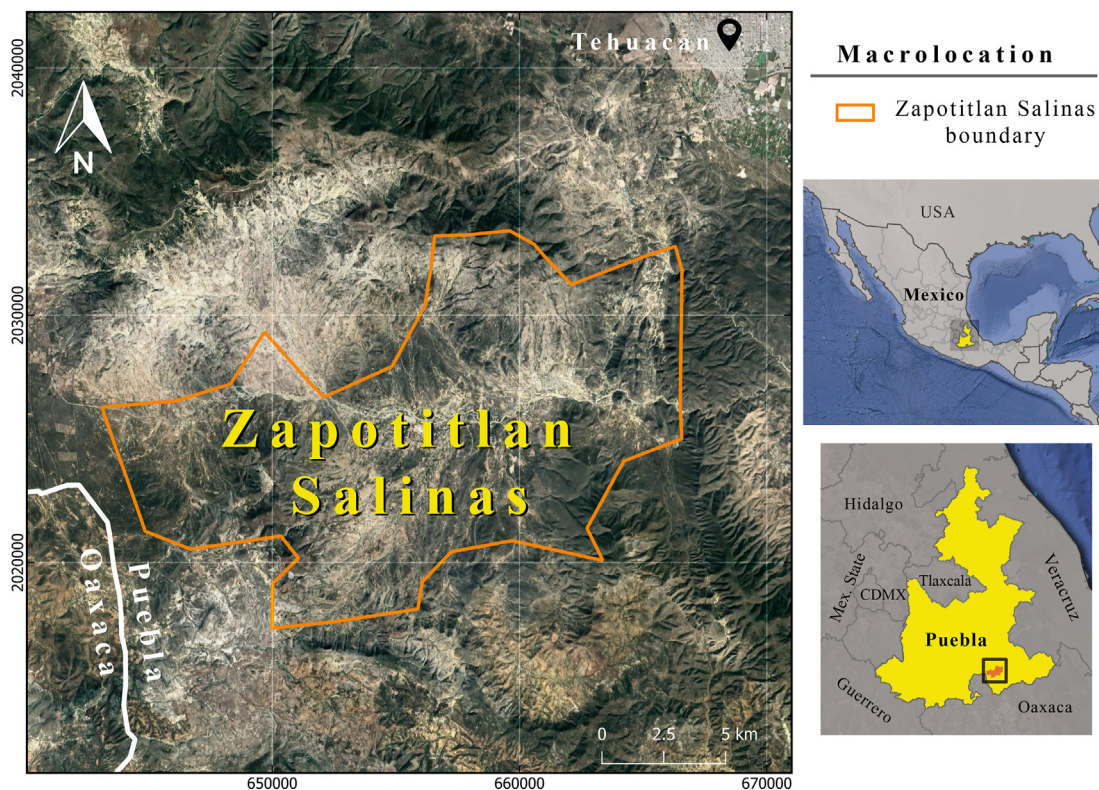 Tehuacán
N
2040000
2030000
2020000
Zapotitlan
Salinas
Puebla
Oaxaca
0 2.5 5 km
650000 660000 670000
Macrolocation
Zapotitlan Salinas
boundary
USA
Mexico
Hidalgo
Mex. State
Tlaxcala
CDMX
Veracruz
Puebla
Guerrero
Oaxaca